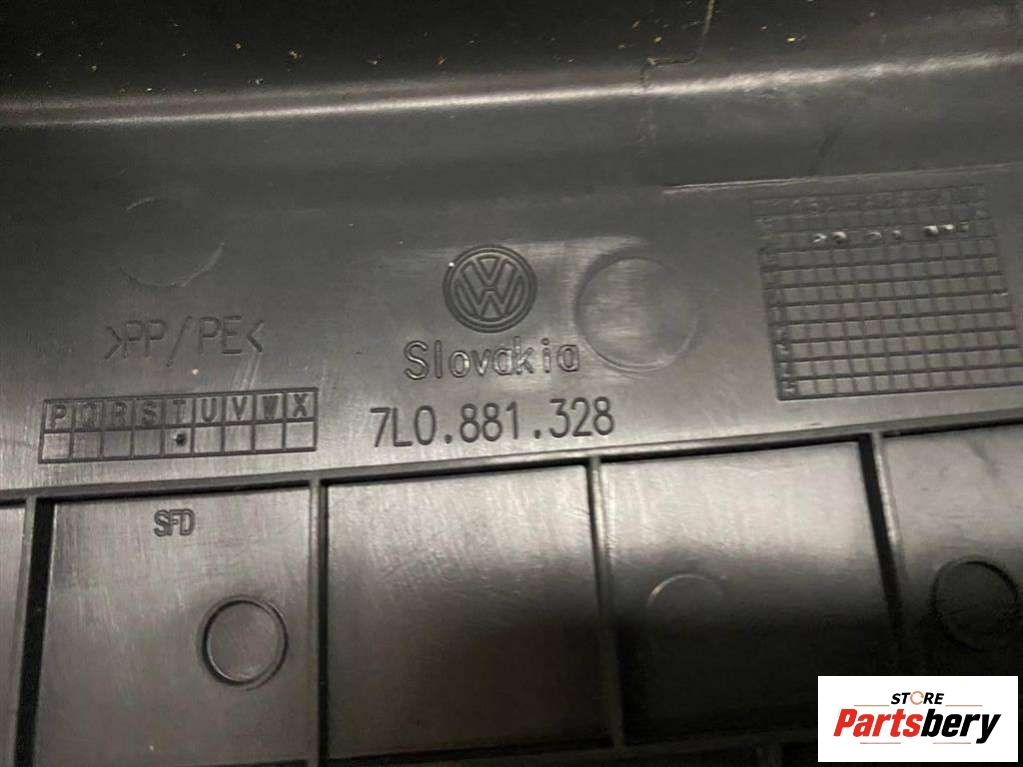 >PP/PE<
Slovakia
7L0.881.328
P Q R S T U V W X
SFD
STORE
Partsbery